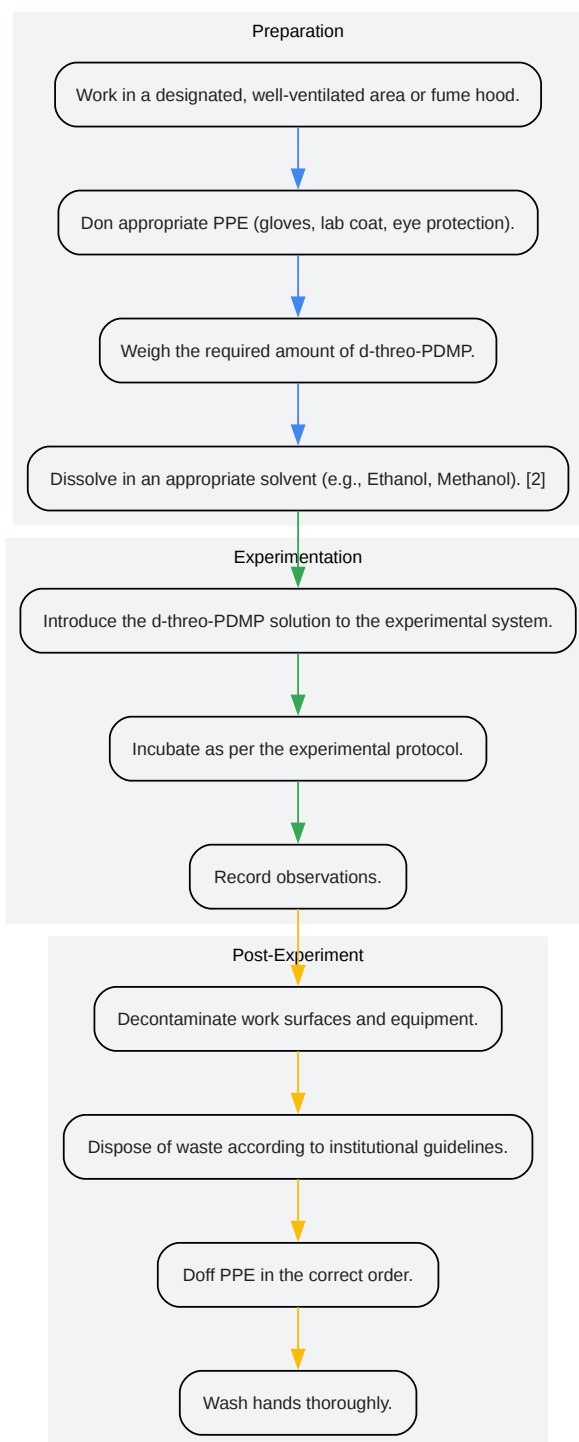 Preparation
Work in a designated, well-ventilated area or fume hood.
Don appropriate PPE (gloves, lab coat, eye protection).
Weigh the required amount of d-threo-PDMP.
Dissolve in an appropriate solvent (e.g., Ethanol, Methanol). [2]
Experimentation
Introduce the d-threo-PDMP solution to the experimental system.
Incubate as per the experimental protocol.
Record observations.
Post-Experiment
Decontaminate work surfaces and equipment.
Dispose of waste according to institutional guidelines.
Doff PPE in the correct order.
Wash hands thoroughly.